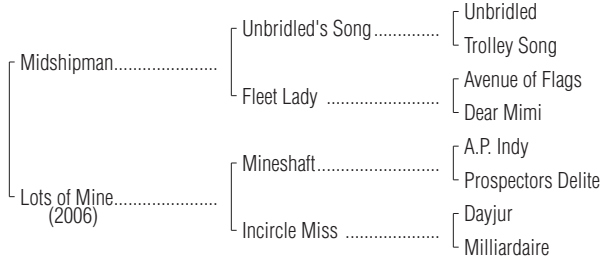 Unbridled
Unbridled's Song..............
Trolley Song
Midshipman......................
Avenue of Flags
Fleet Lady ........................
Dear Mimi
A.P. Indy
Mineshaft..........................
Prospectors Delite
Lots of Mine......................
(2006)
Dayjur
Incircle Miss ....................
Milliardaire